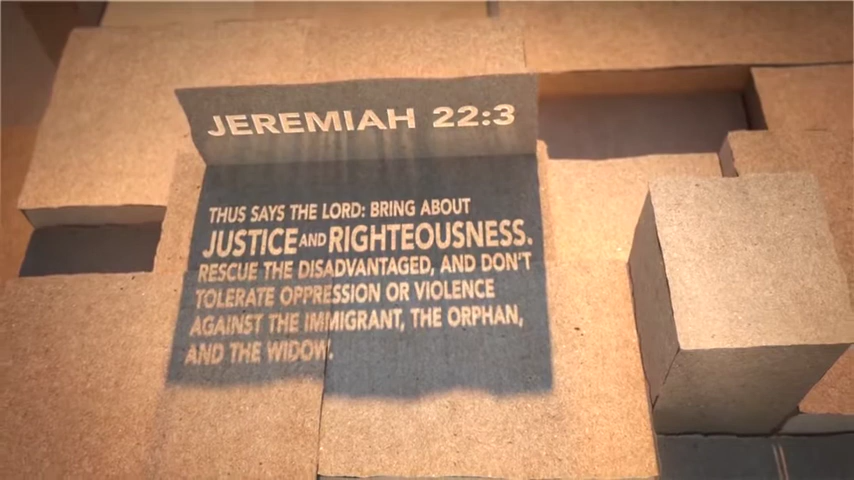 JEREMIAH 22:3
THUS SAYS THE LORD: BRING ABOUT
JUSTICE AND RIGHTEOUSNESS.
RESCUE THE DISADVANTAGED, AND DON'T
TOLERATE OPPRESSION OR VIOLENCE
AGAINST THE IMMIGRANT, THE ORPHAN,
AND THE WIDOW.